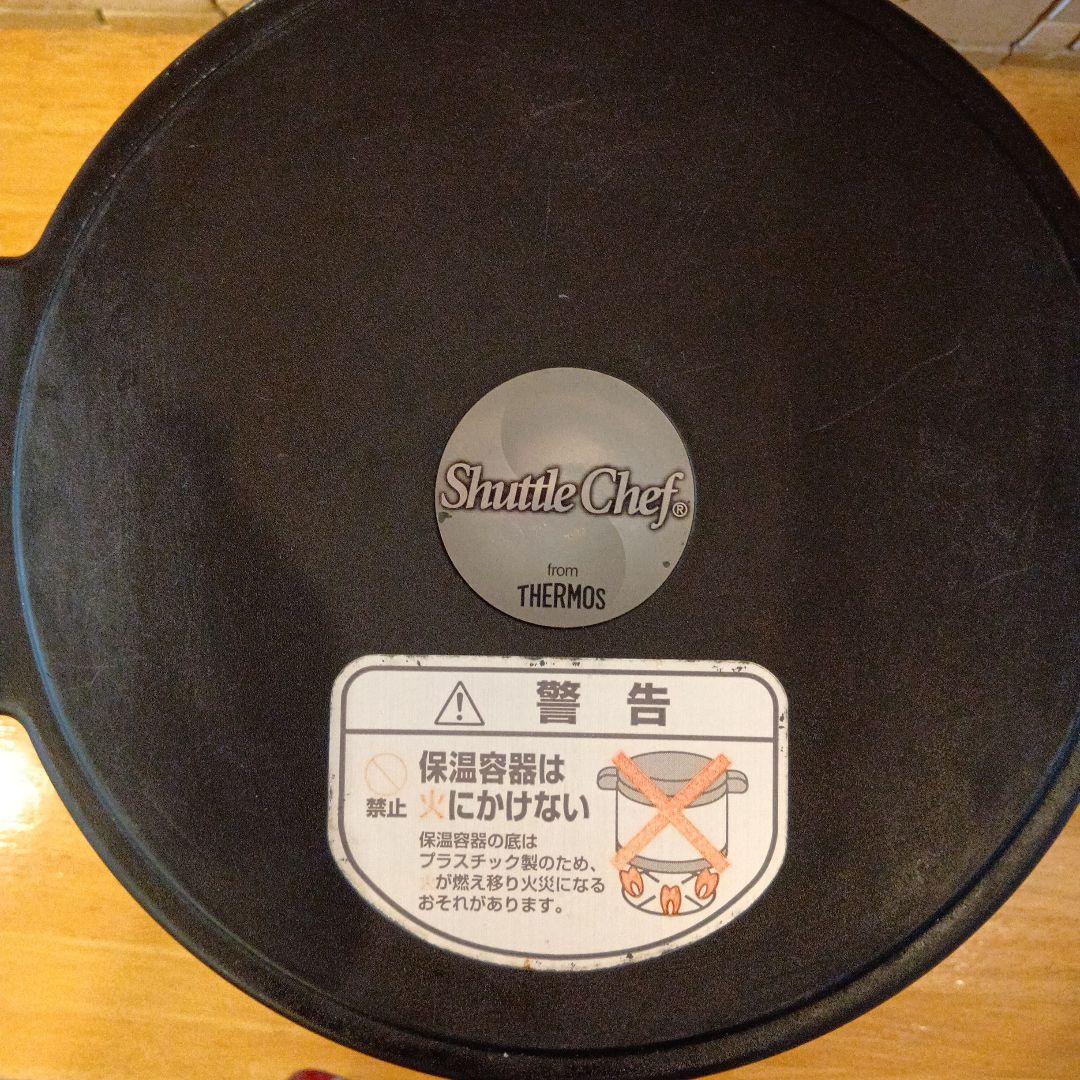 Shuttle Chef®
from
THERMOS
警告
禁止
保温容器は
火にかけない
保温容器の底は
プラスチック製のため、
火が燃え移り火災になる
おそれがあります。